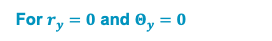 For r_y = 0 and Θ_y = 0